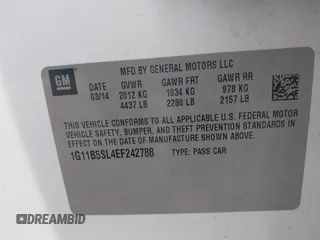 GM
MFD BY GENERAL MOTORS LLC
DATE GVWR GAWR FRT GAWR RR
03/14 2012 KG 1034 KG 978 KG
4437 LB 2280 LB 2157 LB
THIS VEHICLE CONFORMS TO ALL APPLICABLE U.S. FEDERAL MOTOR
VEHICLE SAFETY, BUMPER, AND THEFT PREVENTION STANDARDS IN
EFFECT ON THE DATE OF MANUFACTURE SHOWN ABOVE.
1G11B5SL4EF242788 TYPE: PASS CAR
DREAMBID